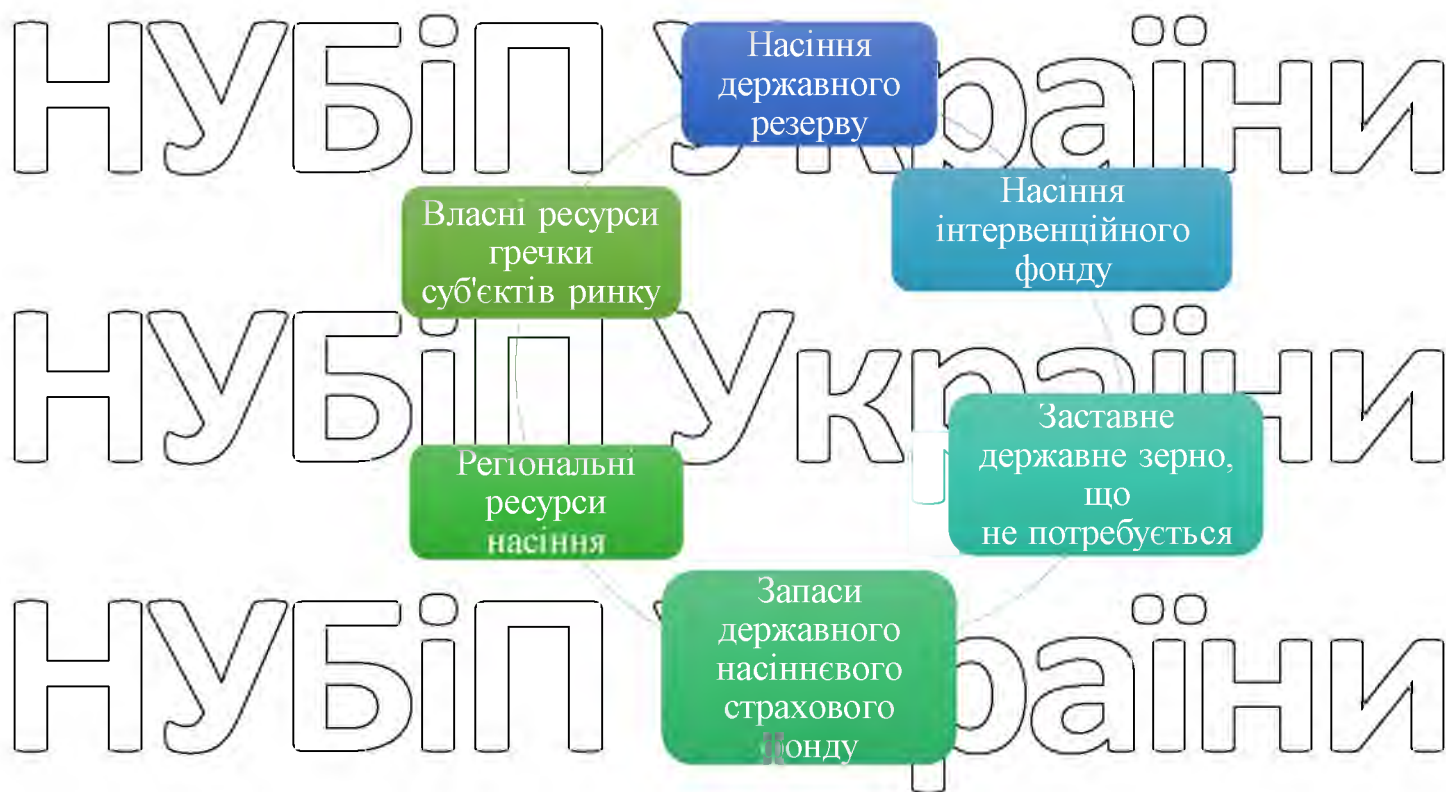 НУБіП України
Насіння
державного
резерву
Насіння
інтервенційного
фонду
Власні ресурси
гречки
суб'єктів ринку
НУБіП України
Заставне
державне зерно,
що
не потребується
Регіональні
ресурси
насіння
НУБіП України
Запаси
державного
насіннєвого
страхового
фонду